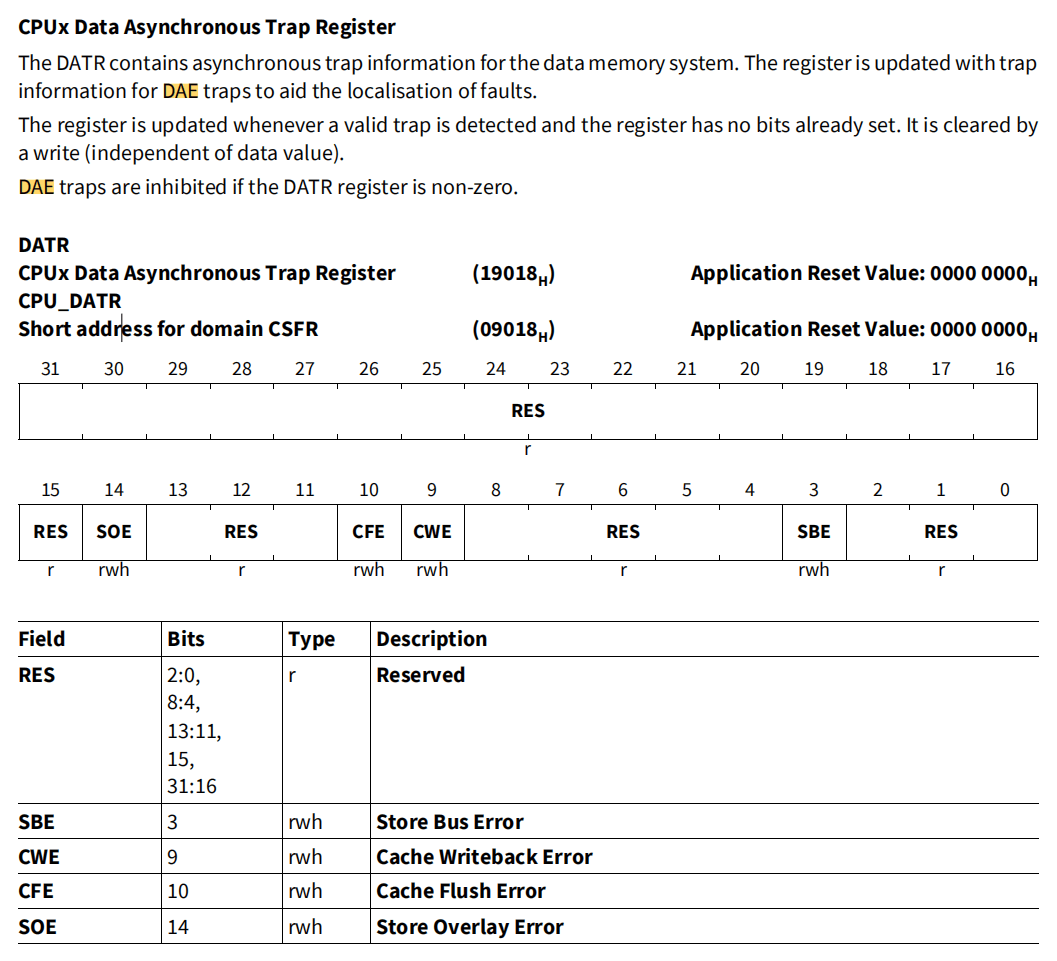 CPUx Data Asynchronous Trap Register
The DATR contains asynchronous trap information for the data memory system. The register is updated with trap
information for DAE traps to aid the localisation of faults.
The register is updated whenever a valid trap is detected and the register has no bits already set. It is cleared by
a write (independent of data value).
DAE traps are inhibited if the DATR register is non-zero.
DATR
CPUx Data Asynchronous Trap Register (19018H) Application Reset Value: 0000 0000H
CPU_DATR
Short address for domain CSFR (09018H) Application Reset Value: 0000 0000H
31 30 29 28 27 26 25 24 23 22 21 20 19 18 17 16
RES
r
15 14 13 12 11 10 9 8 7 6 5 4 3 2 1 0
RES SOE RES CFE CWE RES SBE RES
r rwh r rwh rwh r rwh r
Field Bits Type Description
RES 2:0, r Reserved
8:4,
13:11,
15,
31:16
SBE 3 rwh Store Bus Error
CWE 9 rwh Cache Writeback Error
CFE 10 rwh Cache Flush Error
SOE 14 rwh Store Overlay Error